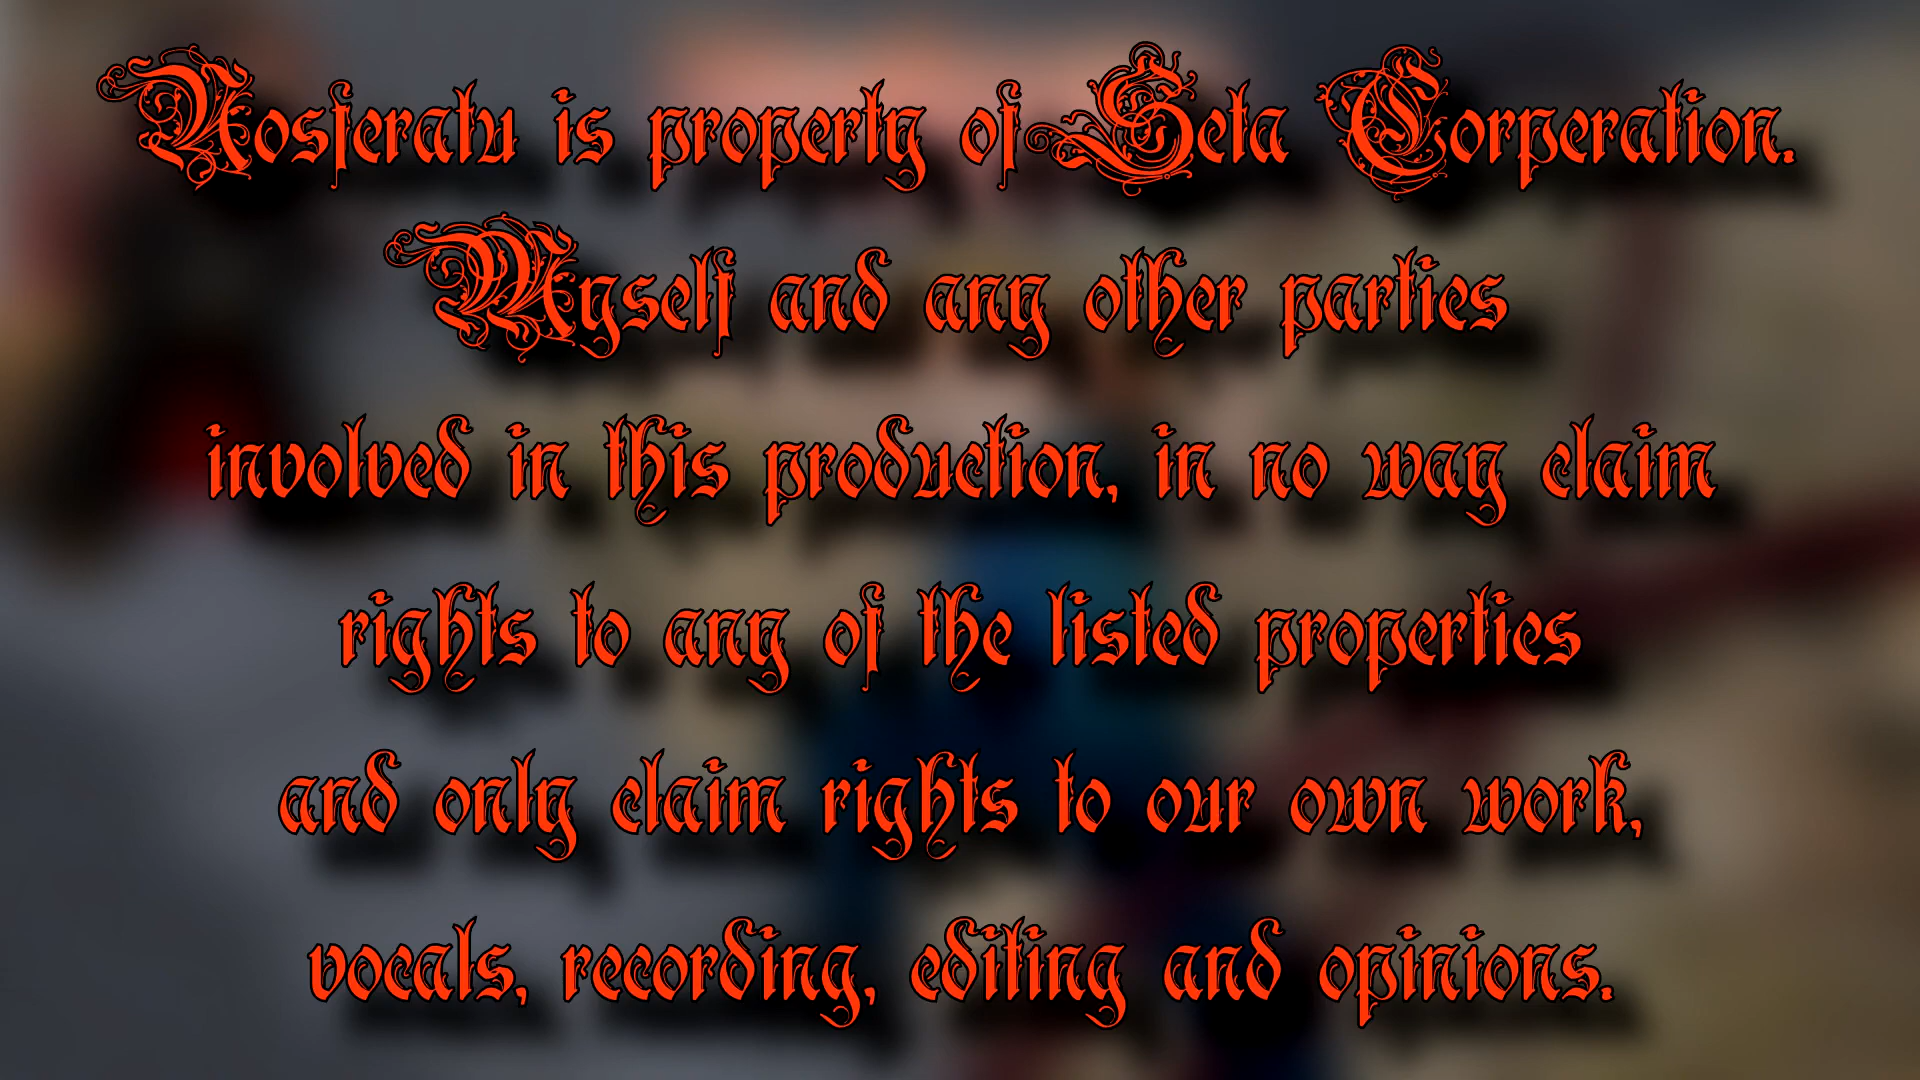 Nosferatu is property of Seta Corperation.
Myself and any other parties
involved in this production, in no way claim
rights to any of the listed properties
and only claim rights to our own work,
vocals, recording, editing and opinions.